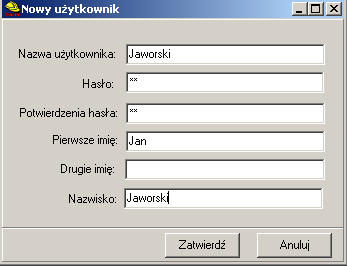 Nowy użytkownik
Nazwa użytkownika: Jaworski
Hasło: **
Potwierdzenia hasła: **
Pierwsze imię: Jan
Drugie imię:
Nazwisko: Jaworski
Zatwierdź Anuluj